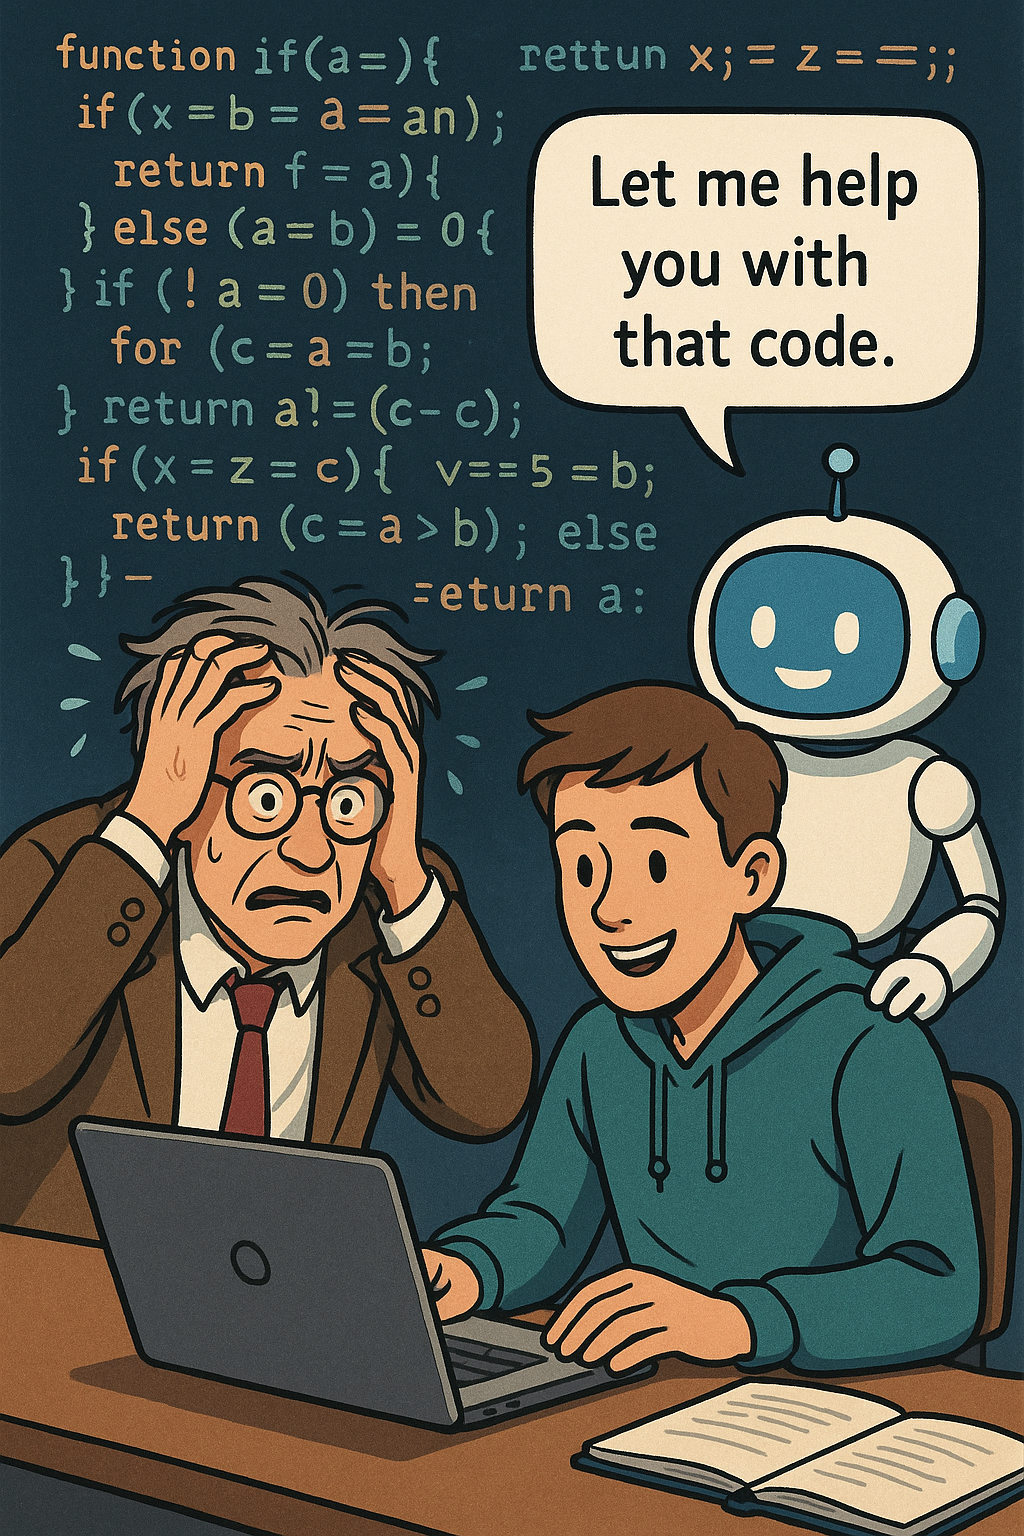 function if(a=){
rettun x;= z ==;;
if(x=b= a=an);
return f = a){
} else (a=b) = 0{
} if (! a=0) then
for (c=a=b;
} return a!=(c-c);
if(x=z=c){ v==5=b;
return (c=a>b); else
} } –
=eturn a:
Let me help
you with
that code.